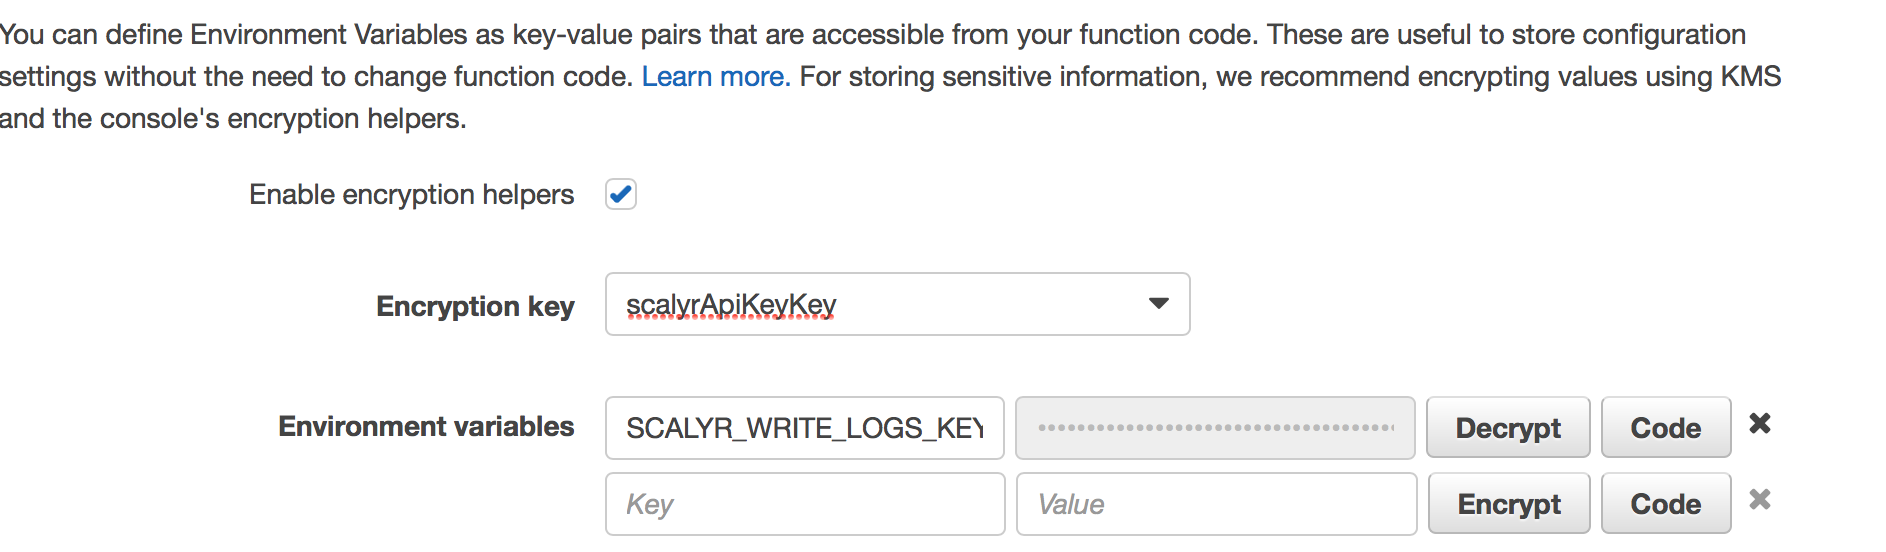 You can define Environment Variables as key-value pairs that are accessible from your function code. These are useful to store configuration
settings without the need to change function code. Learn more. For storing sensitive information, we recommend encrypting values using KMS
and the console's encryption helpers.
Enable encryption helpers
Encryption key scalyrApiKeyKey
Environment variables SCALYR_WRITE_LOGS_KEY Decrypt Code
Key Value Encrypt Code